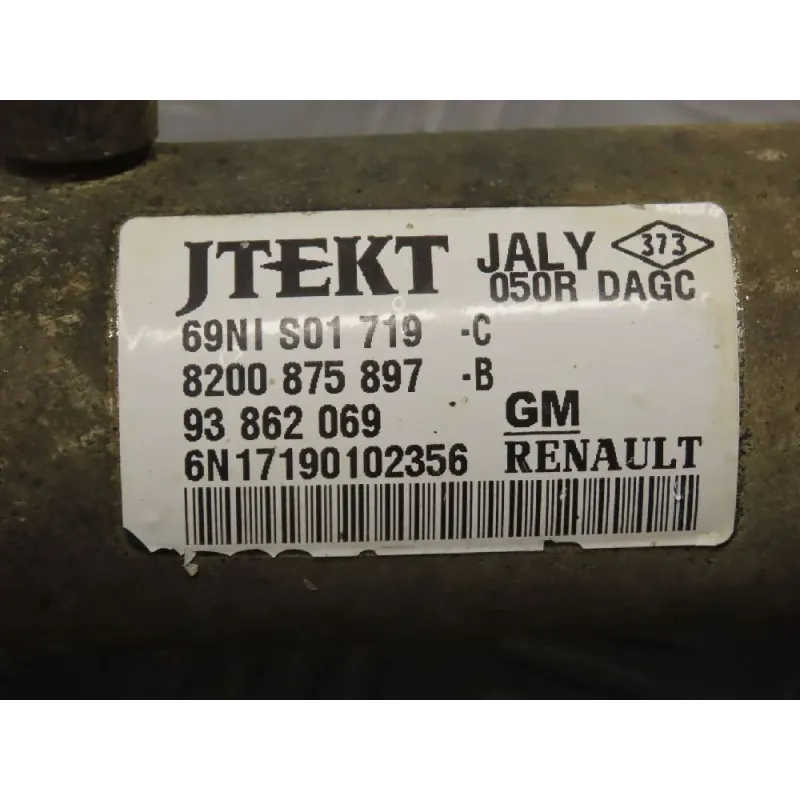 JTEKT JALY 373
050R DAGC
69NI S01 719 -C
8200 875 897 -B
93 862 069 GM
6N17190102356 RENAULT